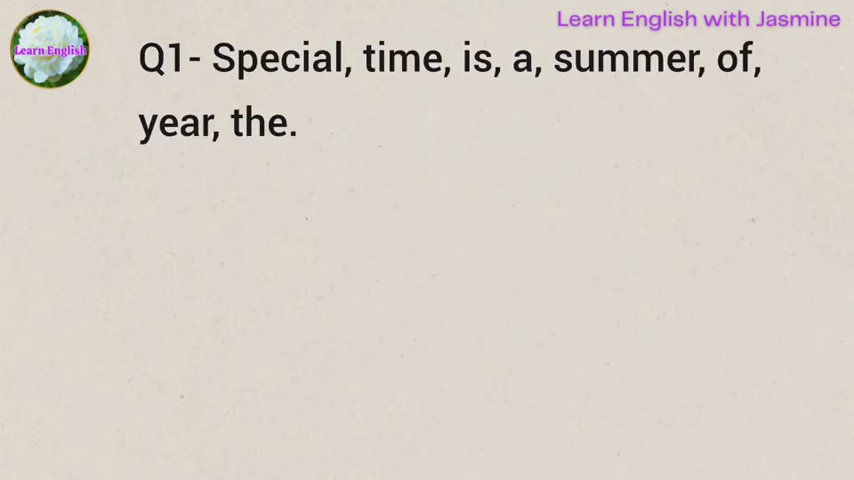 Learn English with Jasmine
Learn English
Q1- Special, time, is, a, summer, of,
year, the.